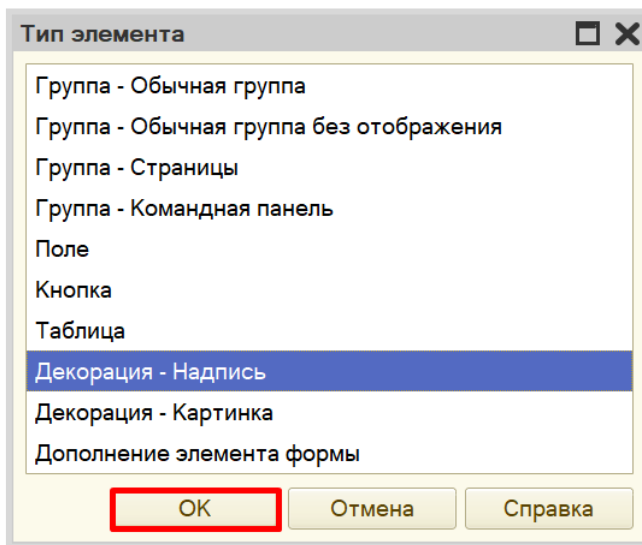 Тип элемента
Группа - Обычная группа
Группа - Обычная группа без отображения
Группа - Страницы
Группа - Командная панель
Поле
Кнопка
Таблица
Декорация - Надпись
Декорация - Картинка
Дополнение элемента формы
OK Отмена Справка